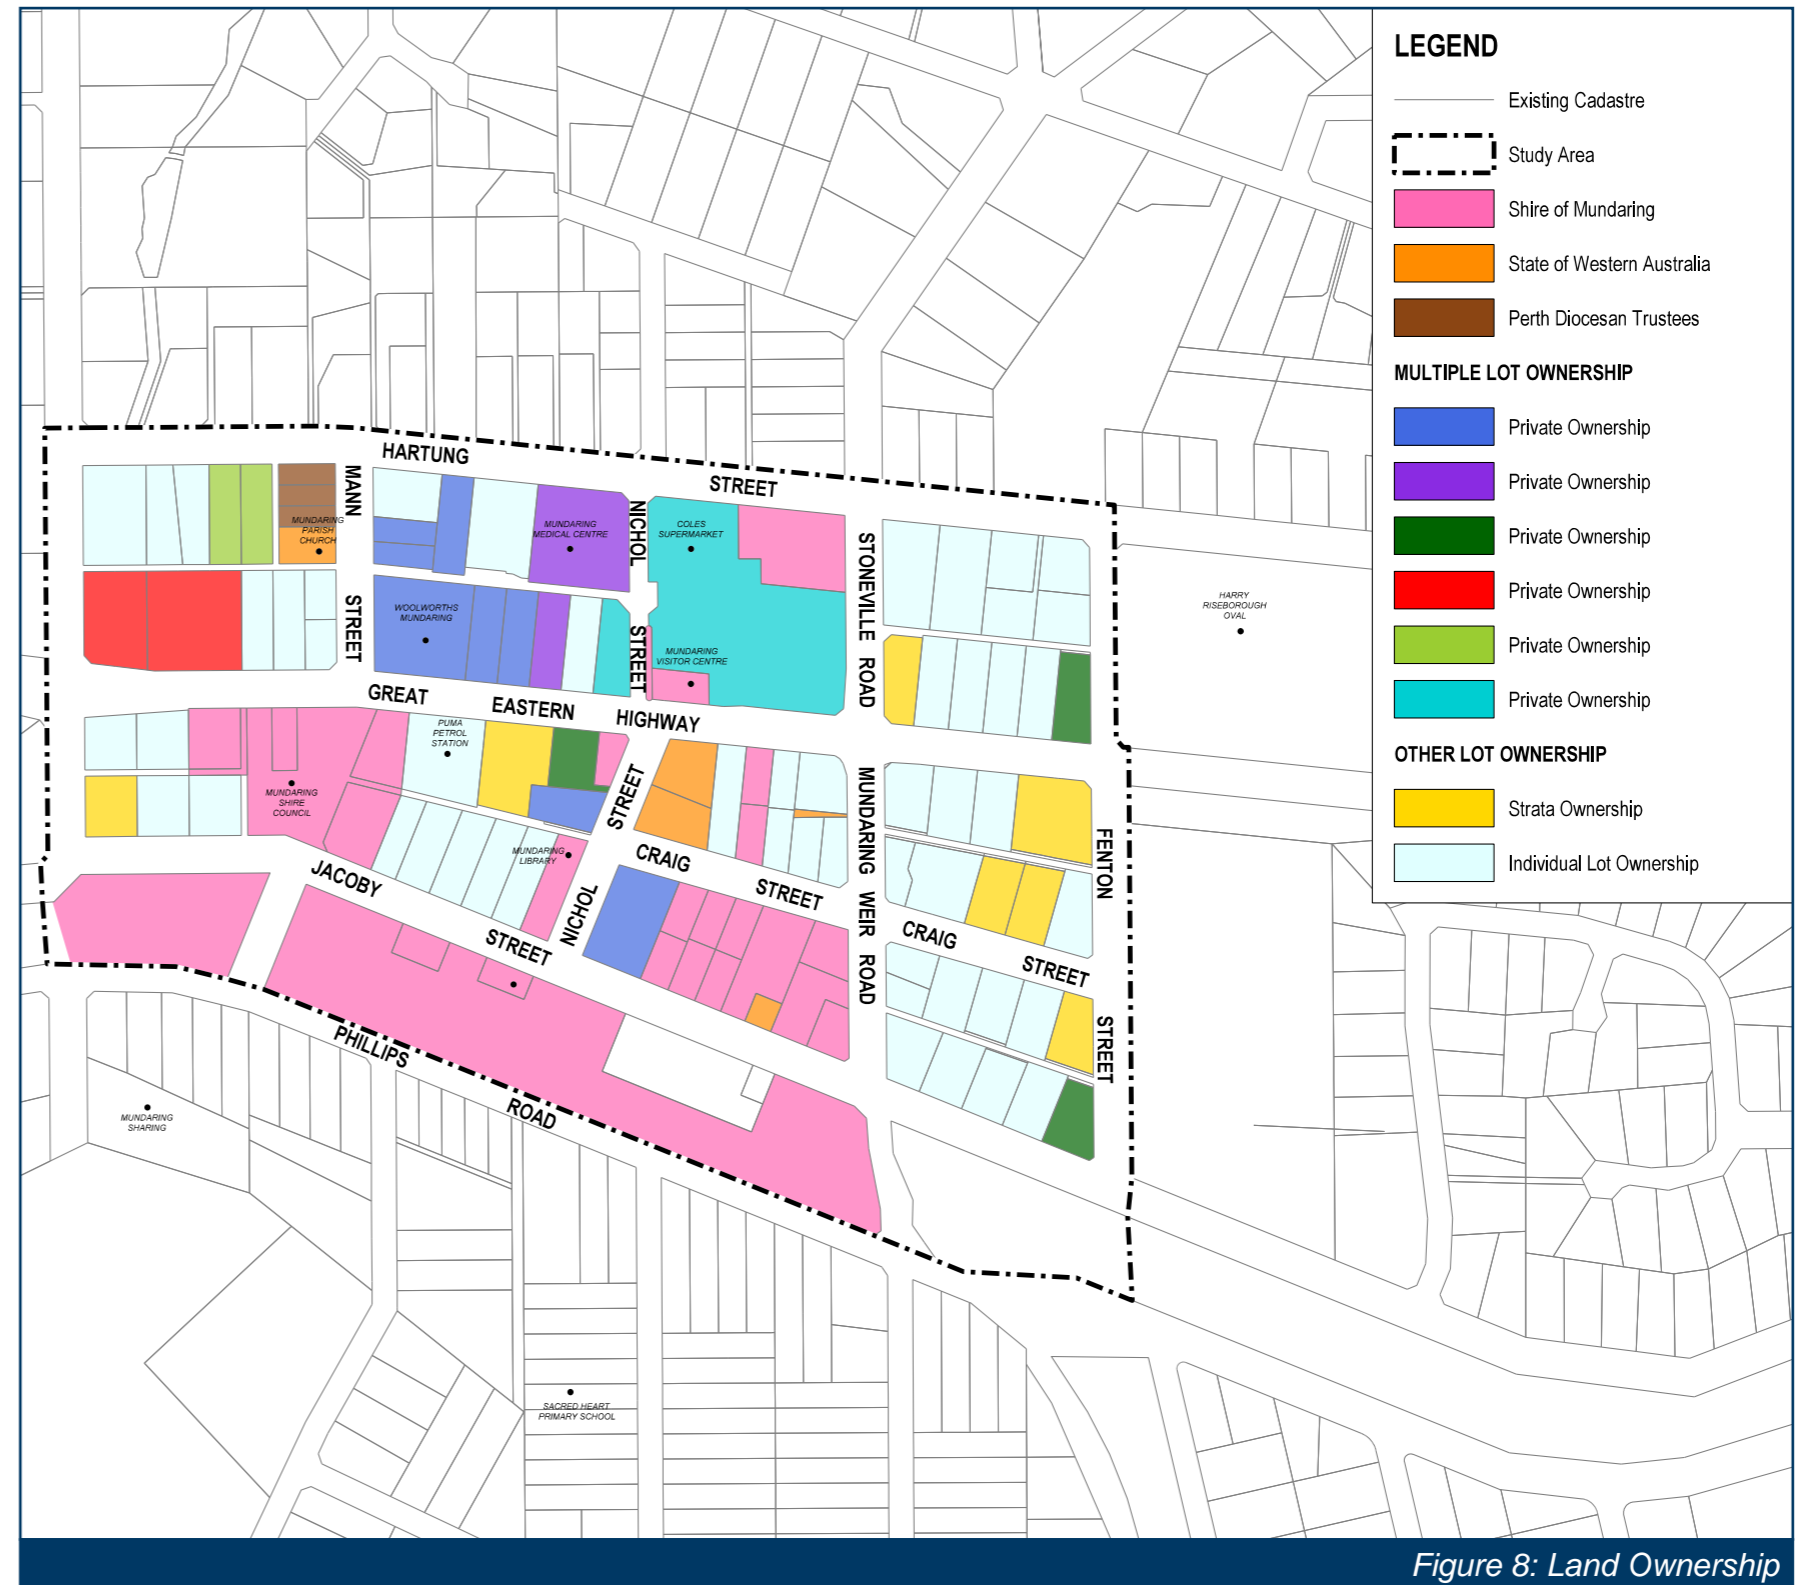 LEGEND
Existing Cadastre
Study Area
Shire of Mundaring
State of Western Australia
Perth Diocesan Trustees
MULTIPLE LOT OWNERSHIP
Private Ownership
Private Ownership
Private Ownership
Private Ownership
Private Ownership
Private Ownership
OTHER LOT OWNERSHIP
Strata Ownership
Individual Lot Ownership
HARTUNG
STREET
MANN
STREET
NICHOL
STREET
STONEVILLE ROAD
MUNDARING
PARISH
CHURCH
MUNDARING
MEDICAL CENTRE
COLES
SUPERMARKET
HARRY
RISEBOROUGH
OVAL
WOOLWORTHS
MUNDARING
MUNDARING
VISITOR CENTRE
GREAT
EASTERN
HIGHWAY
PUMA
PETROL
STATION
MUNDARING
SHIRE
COUNCIL
MUNDARING
LIBRARY
STREET
NICHOL
CRAIG
STREET
MUNDARING WEIR ROAD
FENTON
STREET
CRAIG
STREET
JACOBY
STREET
PHILLIPS
ROAD
MUNDARING
SHARING
SACRED HEART
PRIMARY SCHOOL
Figure 8: Land Ownership